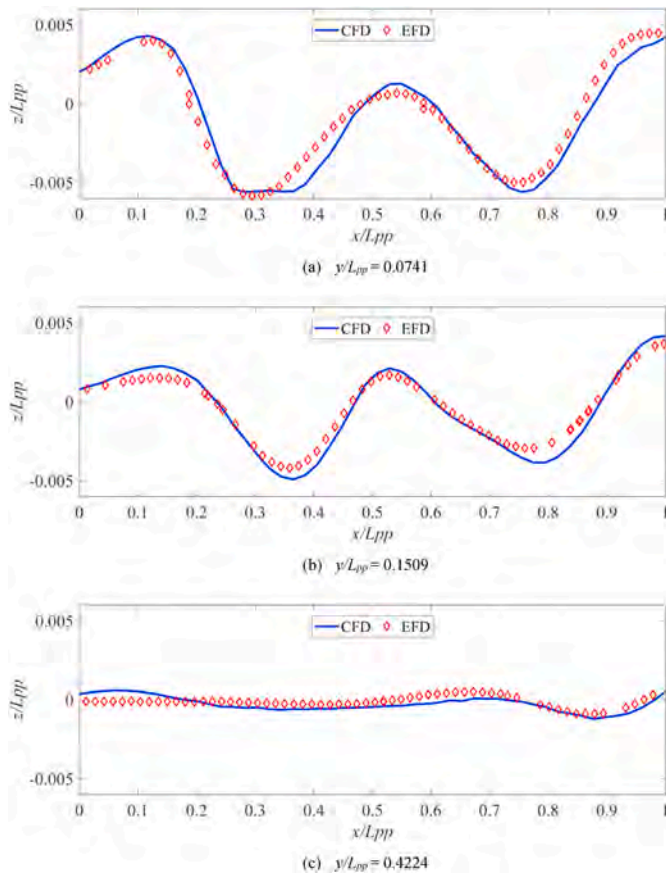 0.005
0
-0.005
z/Lpp
CFD EFD
0 0.1 0.2 0.3 0.4 0.5 0.6 0.7 0.8 0.9 1
x/Lpp
(a) y/Lpp = 0.0741
0.005
0
-0.005
z/Lpp
CFD EFD
0 0.1 0.2 0.3 0.4 0.5 0.6 0.7 0.8 0.9 1
x/Lpp
(b) y/Lpp = 0.1509
0.005
0
-0.005
z/Lpp
CFD EFD
0 0.1 0.2 0.3 0.4 0.5 0.6 0.7 0.8 0.9 1
x/Lpp
(c) y/Lpp = 0.4224